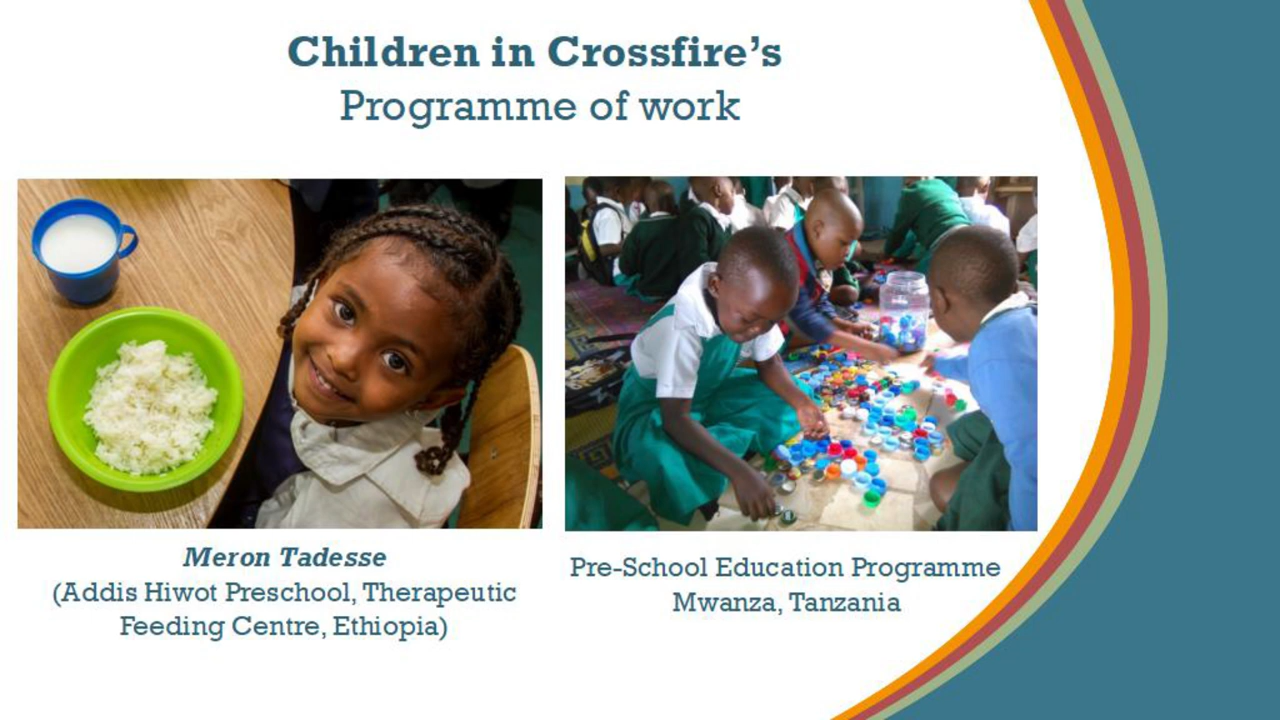 Children in Crossfire’s
Programme of work
Meron Tadesse
(Addis Hiwot Preschool, Therapeutic
Feeding Centre, Ethiopia)
Pre-School Education Programme
Mwanza, Tanzania